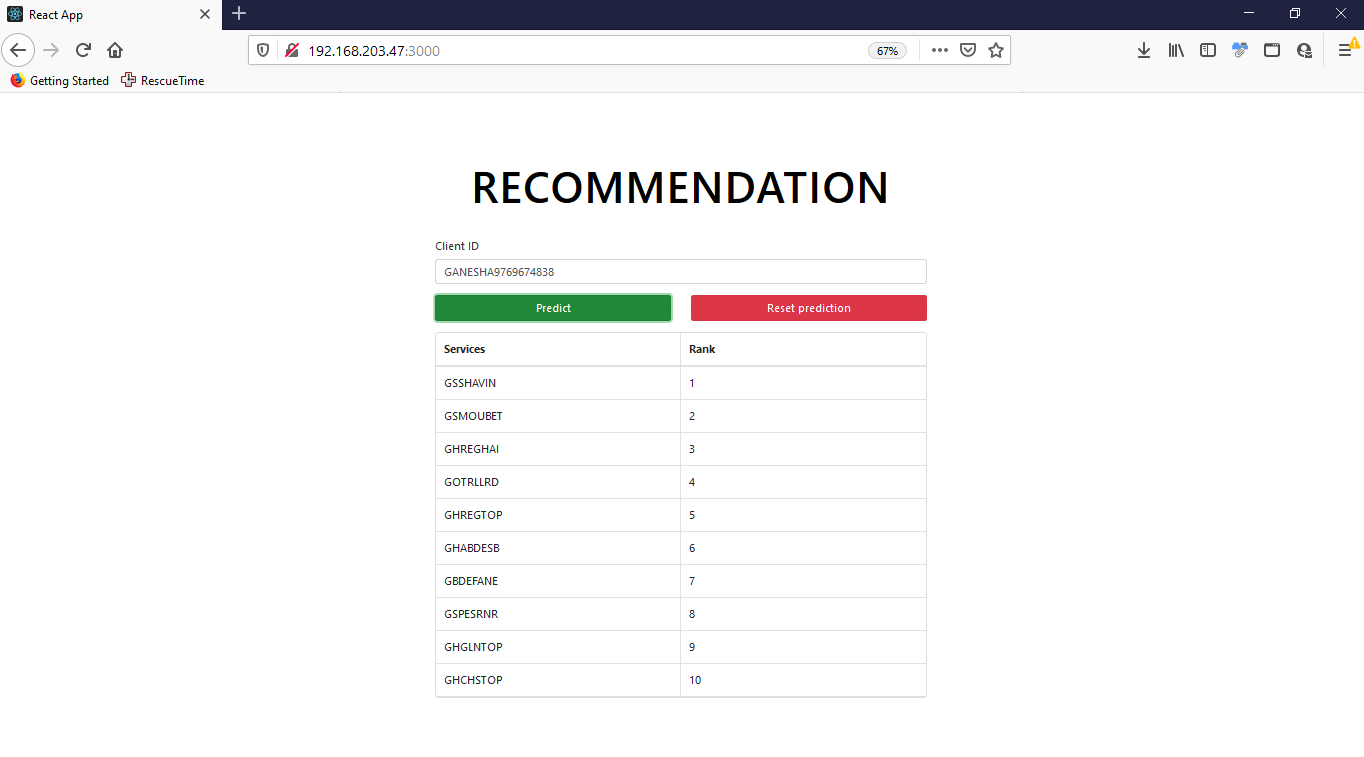 React App
192.168.203.47:3000
67%
Getting Started
RescueTime
RECOMMENDATION
Client ID
GANESHA9769674838
Predict
Reset prediction
Services Rank
GSSHAVIN 1
GSMOUBET 2
GHREGHAI 3
GOTRLLRD 4
GHREGTOP 5
GHABDESB 6
GBDEFANE 7
GSPESRNR 8
GHGLNTOP 9
GHCHSTOP 10